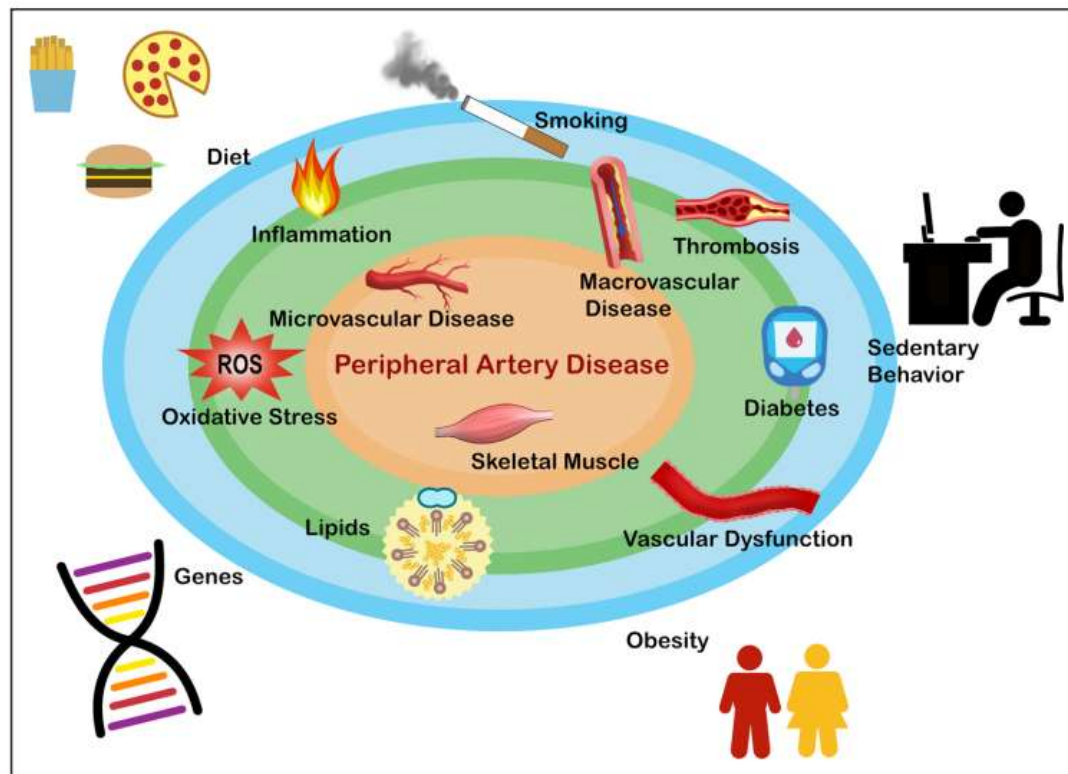 Smoking
Diet
Inflammation
Thrombosis
Macrovascular
Disease
Microvascular Disease
Sedentary
Behavior
ROS
Peripheral Artery Disease
Oxidative Stress
Diabetes
Skeletal Muscle
Lipids
Vascular Dysfunction
Genes
Obesity